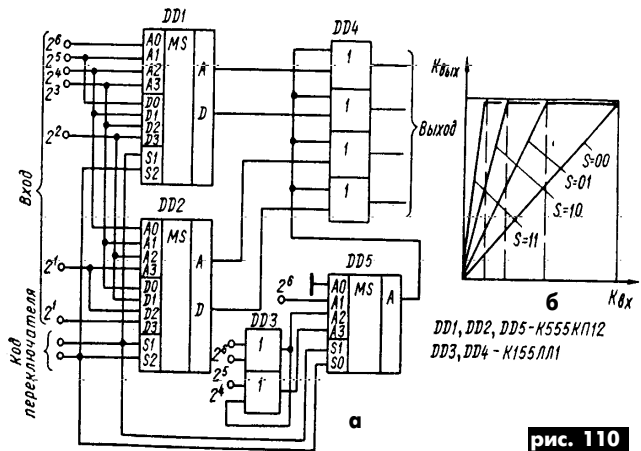 DD1
DD4
2⁶
2⁵
2⁴
2³
2²
A0
A1
A2
A3
D0
D1
D2
D3
S1
S2
MS
A
D
1
1
1
1
Выход
Вход
DD2
2¹
2¹
A0
A1
A2
A3
D0
D1
D2
D3
S1
S2
MS
A
D
Код переключателя
DD3
2⁶
2⁶
2⁵
2⁴
1
1
DD5
2⁶
A0
A1
A2
A3
S1
S0
MS
A
а
Kвых
S=00
S=01
S=10
S=11
Kвх
б
DD1, DD2, DD5-К555КП12
DD3, DD4 - К155ЛЛ1
рис. 110